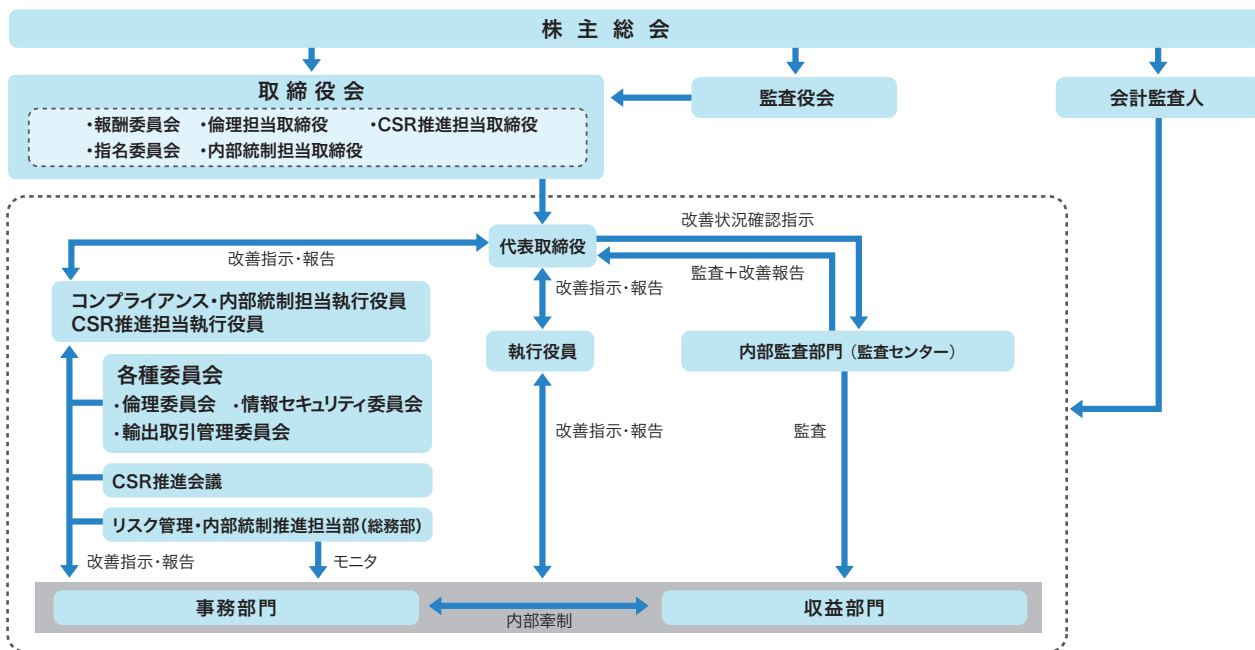 株主総会
取締役会
・報酬委員会 ・倫理担当取締役 ・CSR推進担当取締役
・指名委員会 ・内部統制担当取締役
監査役会
会計監査人
代表取締役
改善状況確認指示
監査+改善報告
改善指示・報告
改善指示・報告
コンプライアンス・内部統制担当執行役員
CSR推進担当執行役員
執行役員
内部監査部門（監査センター）
各種委員会
・倫理委員会 ・情報セキュリティ委員会
・輸出取引管理委員会
改善指示・報告
監査
CSR推進会議
リスク管理・内部統制推進担当部(総務部)
改善指示・報告
モニタ
事務部門
内部牽制
収益部門